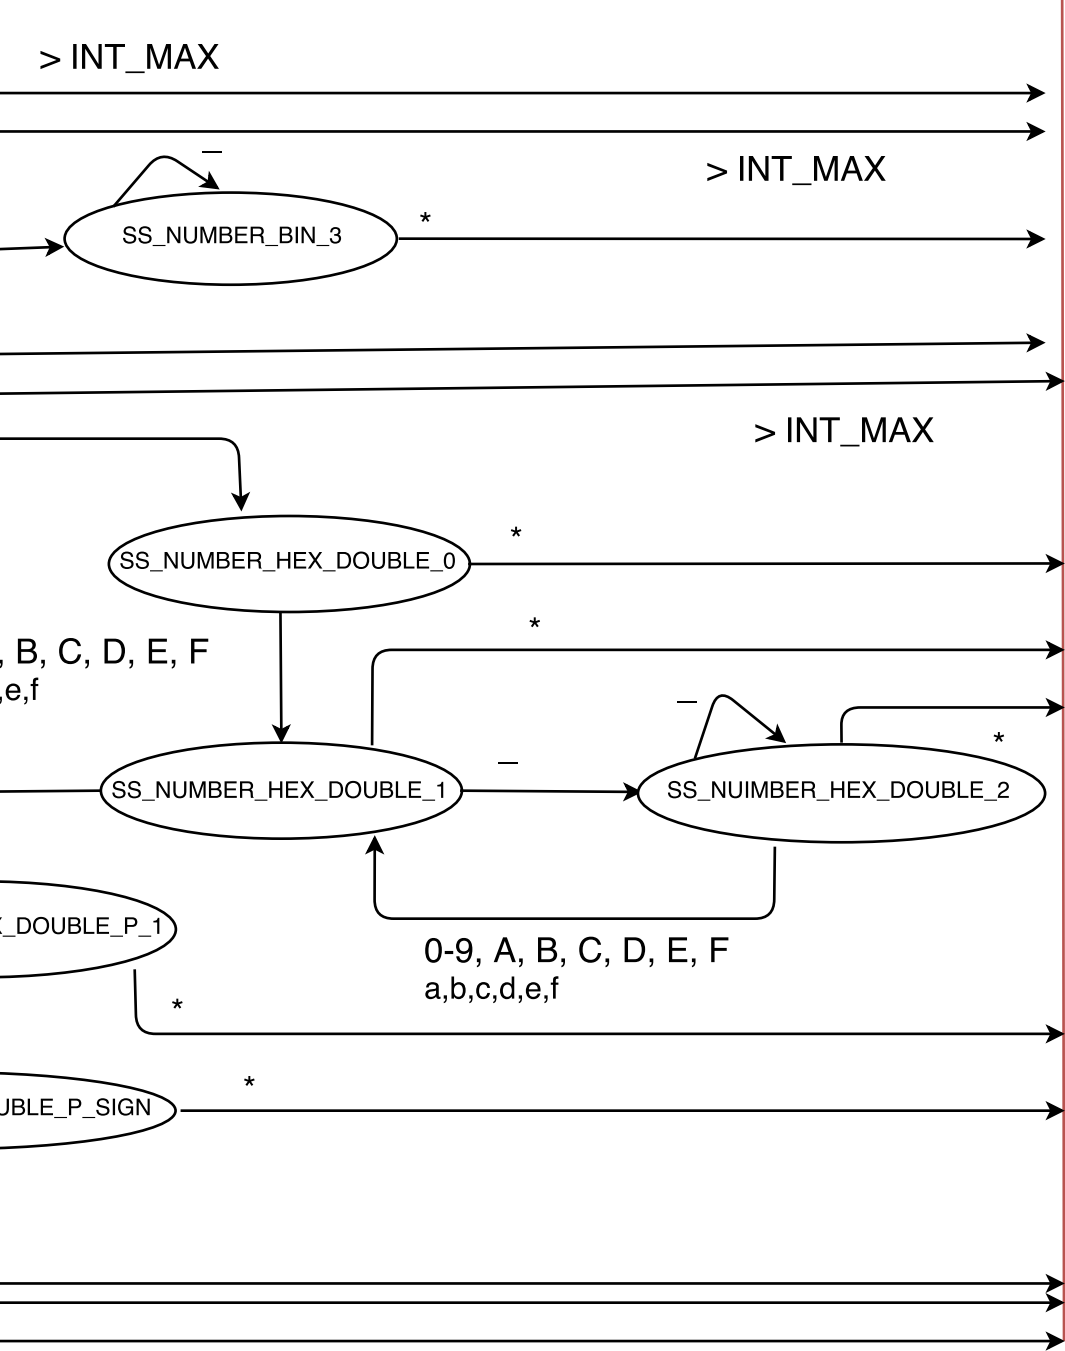 > INT_MAX
_
> INT_MAX
SS_NUMBER_BIN_3
*
> INT_MAX
*
SS_NUMBER_HEX_DOUBLE_0
*
, B, C, D, E, F
,e,f
_
*
_
SS_NUMBER_HEX_DOUBLE_1
SS_NUIMBER_HEX_DOUBLE_2
_DOUBLE_P_1
0-9, A, B, C, D, E, F
a,b,c,d,e,f
*
*
UBLE_P_SIGN